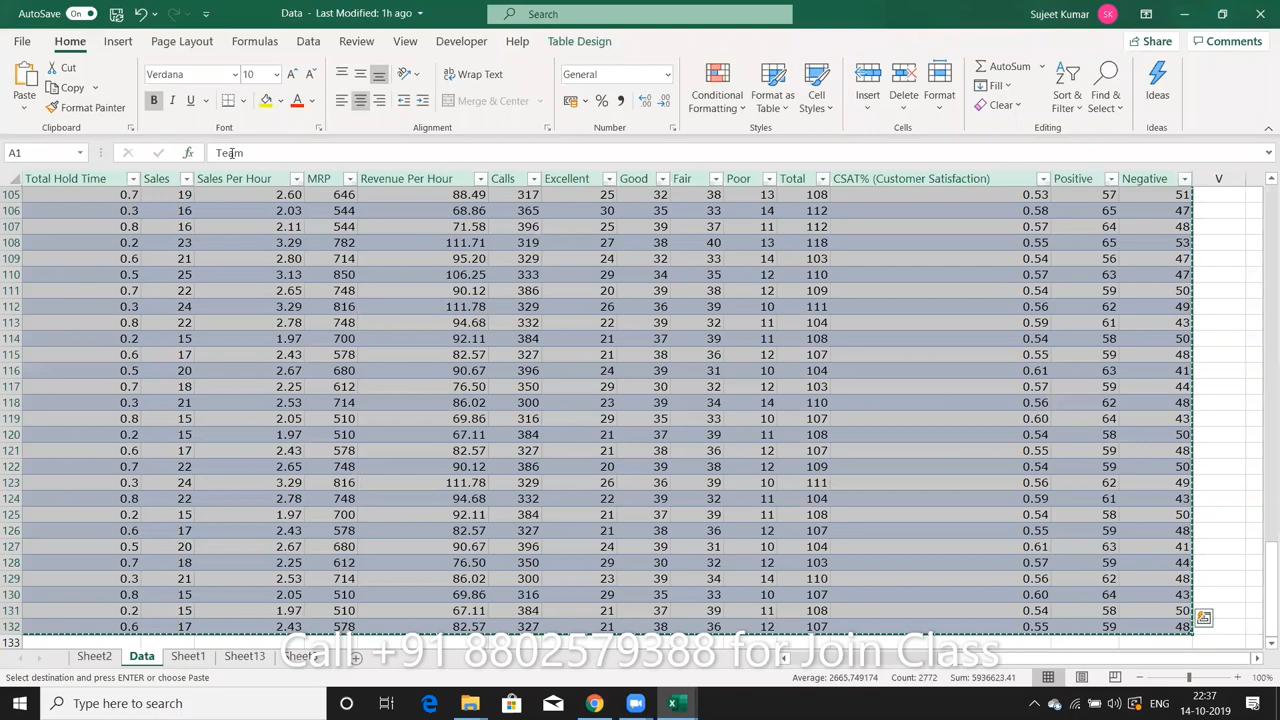 AutoSave On Data - Last Modified: 1h ago Search Sujeet Kumar SK
File Home Insert Page Layout Formulas Data Review View Developer Help Table Design Share Comments
Paste Cut Copy Format Painter Verdana 10 Wrap Text Merge & Center General Conditional Formatting Format as Table Cell Styles Insert Delete Format AutoSum Fill Clear Sort & Filter Find & Select Ideas
Clipboard Font Alignment Number Styles Cells Editing Ideas
A1 fx Team
Total Hold Time Sales Sales Per Hour MRP Revenue Per Hour Calls Excellent Good Fair Poor Total CSAT% (Customer Satisfaction) Positive Negative V
105 0.7 19 2.60 646 88.49 317 25 32 38 13 108 0.53 57 51
106 0.3 16 2.03 544 68.86 365 30 35 33 14 112 0.58 65 47
107 0.8 16 2.11 544 71.58 396 25 39 37 11 112 0.57 64 48
108 0.2 23 3.29 782 111.71 319 27 38 40 13 118 0.55 65 53
109 0.6 21 2.80 714 95.20 329 24 32 33 14 103 0.54 56 47
110 0.5 25 3.13 850 106.25 333 29 34 35 12 110 0.57 63 47
111 0.7 22 2.65 748 90.12 386 20 39 38 12 109 0.54 59 50
112 0.3 24 3.29 816 111.78 329 26 36 39 10 111 0.56 62 49
113 0.8 22 2.78 748 94.68 332 22 39 32 11 104 0.59 61 43
114 0.2 15 1.97 700 92.11 384 21 37 39 11 108 0.54 58 50
115 0.6 17 2.43 578 82.57 327 21 38 36 12 107 0.55 59 48
116 0.5 20 2.67 680 90.67 396 24 39 31 10 104 0.61 63 41
117 0.7 18 2.25 612 76.50 350 29 30 32 12 103 0.57 59 44
118 0.3 21 2.53 714 86.02 300 23 39 34 14 110 0.56 62 48
119 0.8 15 2.05 510 69.86 316 29 35 33 10 107 0.60 64 43
120 0.2 15 1.97 510 67.11 384 21 37 39 11 108 0.54 58 50
121 0.6 17 2.43 578 82.57 327 21 38 36 12 107 0.55 59 48
122 0.7 22 2.65 748 90.12 386 20 39 38 12 109 0.54 59 50
123 0.3 24 3.29 816 111.78 329 26 36 39 10 111 0.56 62 49
124 0.8 22 2.78 748 94.68 332 22 39 32 11 104 0.59 61 43
125 0.2 15 1.97 700 92.11 384 21 37 39 11 108 0.54 58 50
126 0.6 17 2.43 578 82.57 327 21 38 36 12 107 0.55 59 48
127 0.5 20 2.67 680 90.67 396 24 39 31 10 104 0.61 63 41
128 0.7 18 2.25 612 76.50 350 29 30 32 12 103 0.57 59 44
129 0.3 21 2.53 714 86.02 300 23 39 34 14 110 0.56 62 48
130 0.8 15 2.05 510 69.86 316 29 35 33 10 107 0.60 64 43
131 0.2 15 1.97 510 67.11 384 21 37 39 11 108 0.54 58 50
132 0.6 17 2.43 578 82.57 327 21 38 36 12 107 0.55 59 48
133
Call +91 8802579388 for Join Class
Sheet2 Data Sheet1 Sheet13
Select destination and press ENTER or choose Paste Average: 2665.749174 Count: 2772 Sum: 5936623.41 100%
Type here to search ENG 22:37
14-10-2019